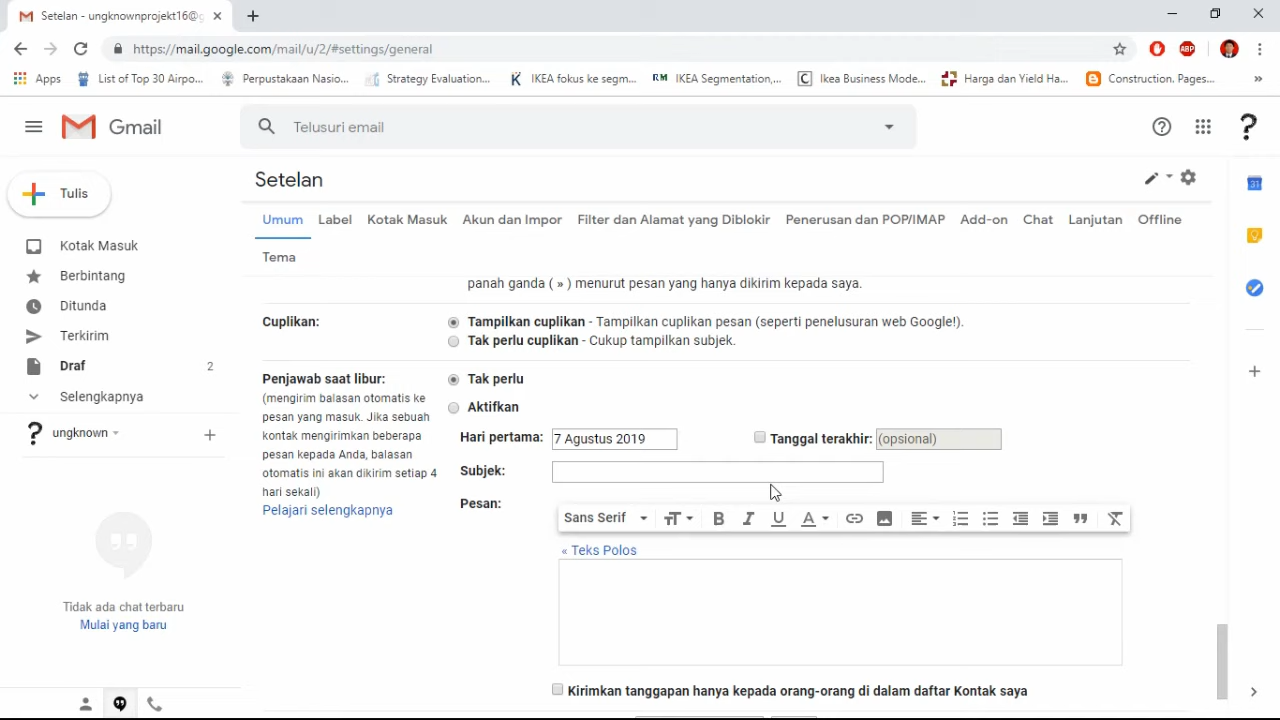 Setelan - ungknownprojekt16@g
https://mail.google.com/mail/u/2/#settings/general
Apps List of Top 30 Airpo... Perpustakaan Nasio... Strategy Evaluation... IKEA fokus ke segm... IKEA Segmentation,... Ikea Business Mode... Harga dan Yield Ha... Construction. Pages... »
Gmail
Telusuri email
Setelan
Tulis
Umum Label Kotak Masuk Akun dan Impor Filter dan Alamat yang Diblokir Penerusan dan POP/IMAP Add-on Chat Lanjutan Offline
Tema
Kotak Masuk
Berbintang
Ditunda
Terkirim
Draf 2
Selengkapnya
ungknown
Tidak ada chat terbaru
Mulai yang baru
panah ganda ( » ) menurut pesan yang hanya dikirim kepada saya.
Cuplikan:
Tampilkan cuplikan - Tampilkan cuplikan pesan (seperti penelusuran web Google!).
Tak perlu cuplikan - Cukup tampilkan subjek.
Penjawab saat libur:
(mengirim balasan otomatis ke
pesan yang masuk. Jika sebuah
kontak mengirimkan beberapa
pesan kepada Anda, balasan
otomatis ini akan dikirim setiap 4
hari sekali)
Pelajari selengkapnya
Tak perlu
Aktifkan
Hari pertama: 7 Agustus 2019 Tanggal terakhir: (opsional)
Subjek:
Pesan:
Sans Serif
« Teks Polos
Kirimkan tanggapan hanya kepada orang-orang di dalam daftar Kontak saya